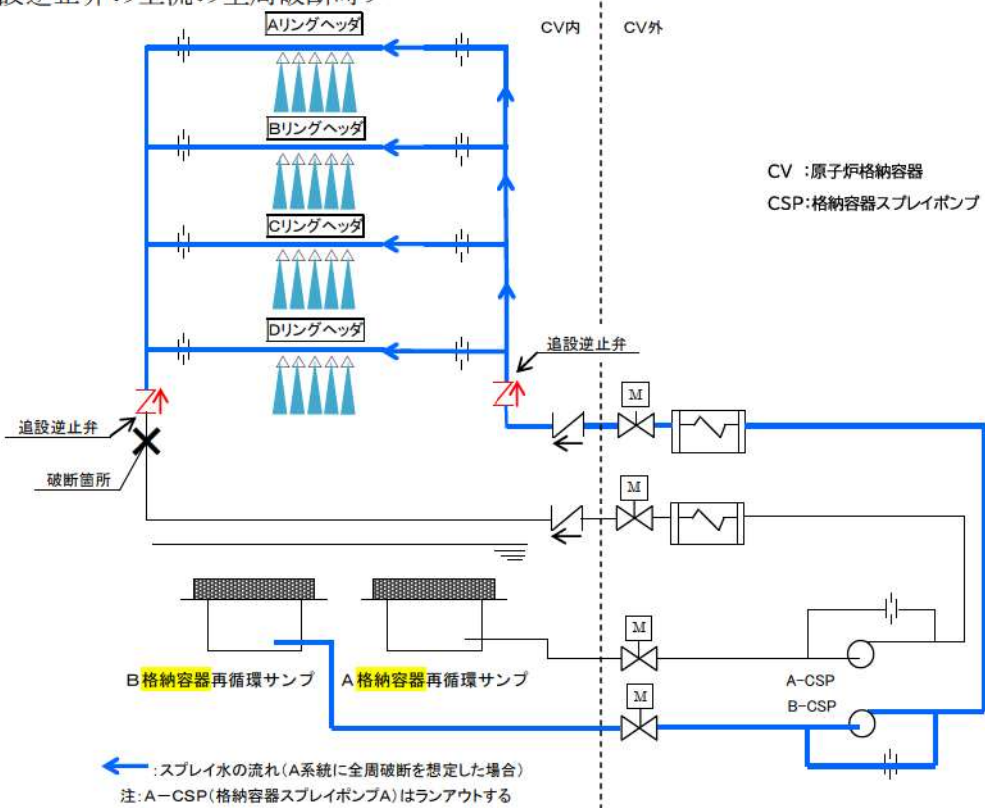 Aリングヘッダ
CV内
CV外
Bリングヘッダ
CV :原子炉格納容器
CSP:格納容器スプレイポンプ
Cリングヘッダ
Dリングヘッダ
追設逆止弁
M
追設逆止弁
破断箇所
M
M
B格納容器再循環サンプ
A格納容器再循環サンプ
A-CSP
B-CSP
M
:スプレイ水の流れ(A系統に全周破断を想定した場合)
注:A-CSP(格納容器スプレイポンプA)はランアウトする